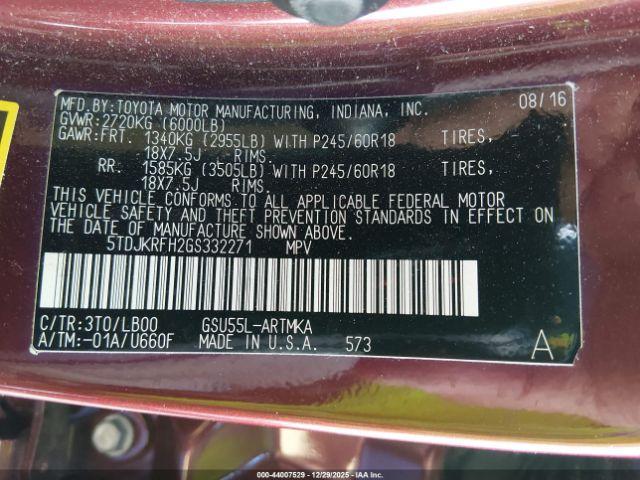 MFD.BY:TOYOTA MOTOR MANUFACTURING, INDIANA, INC. 08/16
GVWR:2720KG (6000LB)
GAWR:FRT. 1340KG (2955LB) WITH P245/60R18 TIRES,
18X7.5J RIMS.
RR. 1585KG (3505LB) WITH P245/60R18 TIRES,
18X7.5J RIMS.
THIS VEHICLE CONFORMS TO ALL APPLICABLE FEDERAL MOTOR
VEHICLE SAFETY AND THEFT PREVENTION STANDARDS IN EFFECT ON
THE DATE OF MANUFACTURE SHOWN ABOVE.
5TDJKRFH2GS332271 MPV
C/TR:3T0/LB00 GSU55L-ARTMKA
A/TM:-01A/U660F MADE IN U.S.A. 573 A
000-44007529 - 12/29/2025 - IAA Inc.